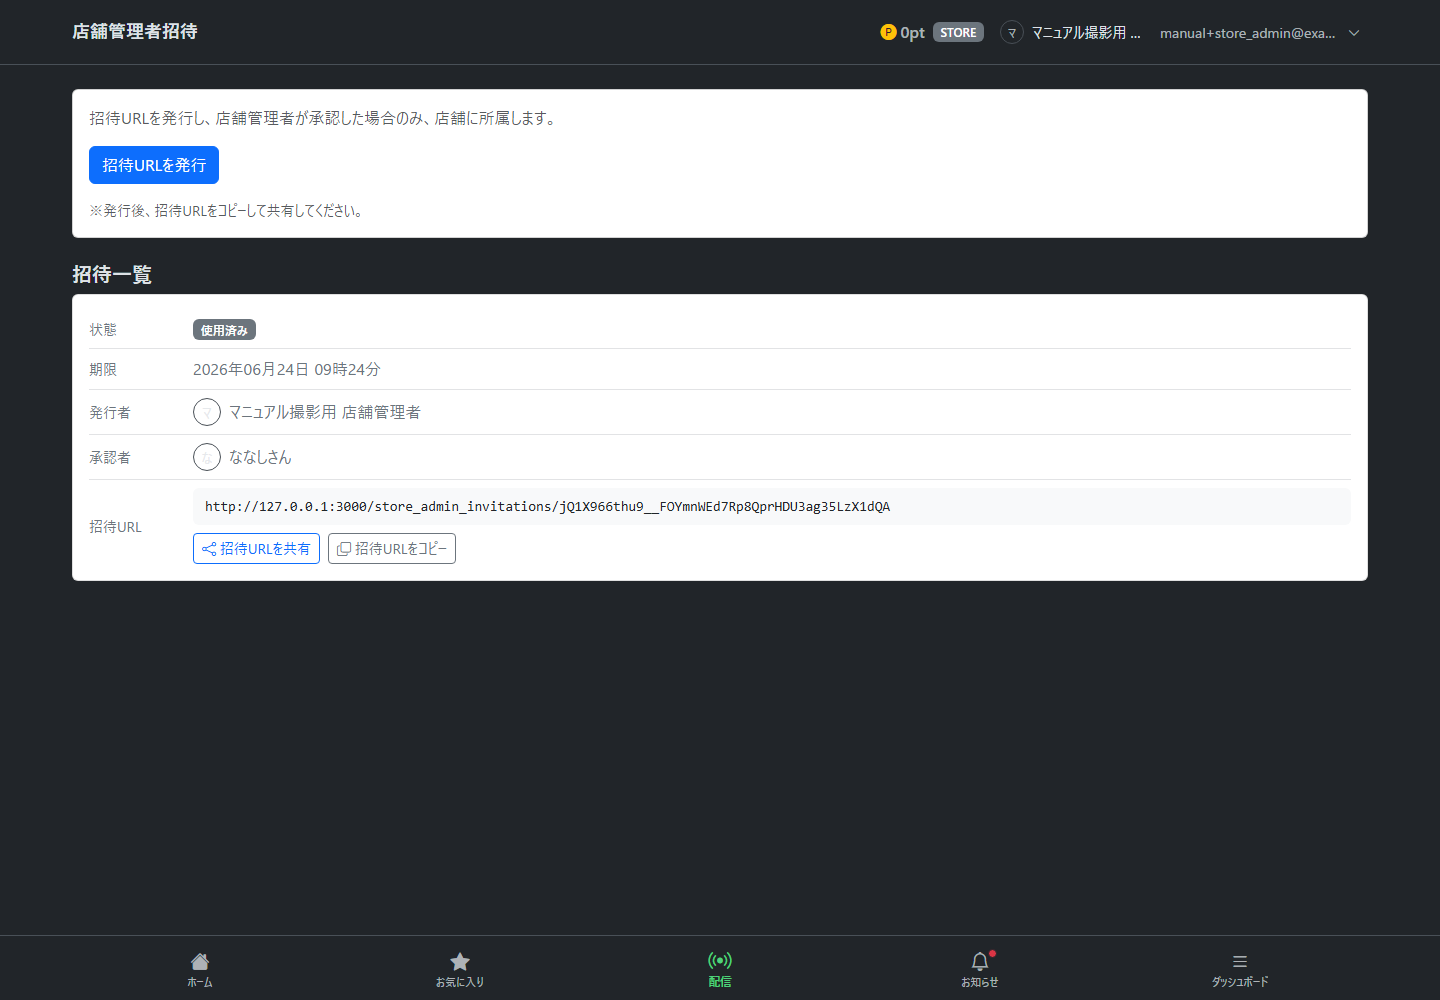 店舗管理者招待
P 0pt STORE マ マニュアル撮影用 ... manual+store_admin@exa...
招待URLを発行し、店舗管理者が承認した場合のみ、店舗に所属します。
招待URLを発行
※発行後、招待URLをコピーして共有してください。
招待一覧
状態 使用済み
期限 2026年06月24日 09時24分
発行者 マ マニュアル撮影用 店舗管理者
承認者 な ななしさん
招待URL http://127.0.0.1:3000/store_admin_invitations/jQ1X966thu9__FOYmnWEd7Rp8QprHDU3ag35LzX1dQA
招待URLを共有 招待URLをコピー
ホーム お気に入り 配信 お知らせ ダッシュボード